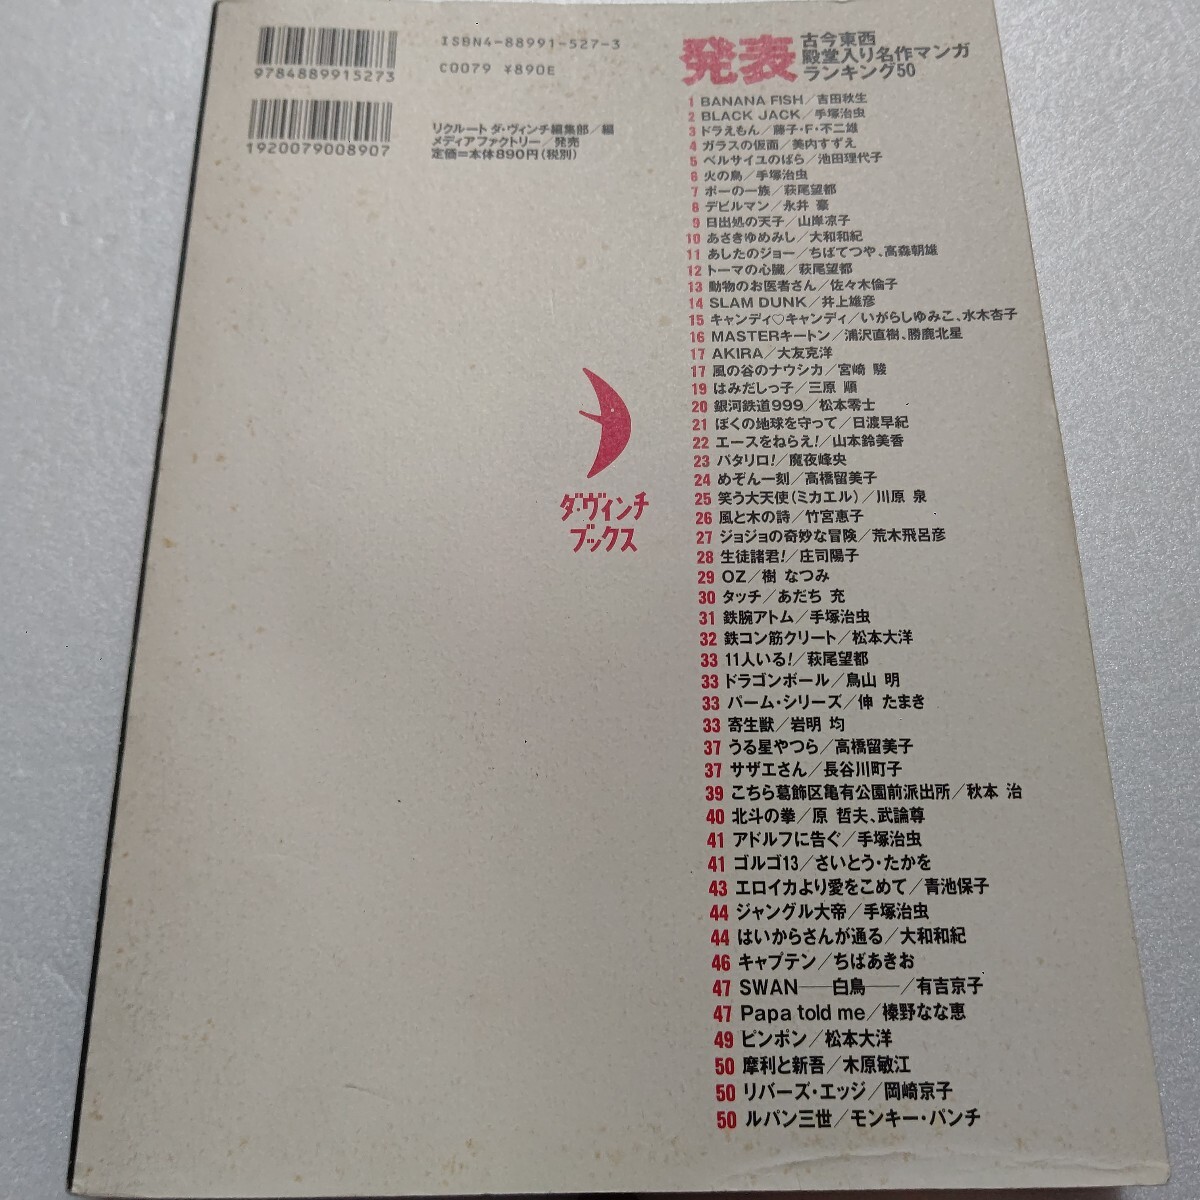 ISBN4-88991-527-3
C0079 ¥890E
9784889915273
1920079008907
リクルート ダ・ヴィンチ編集部／編
メディアファクトリー／発売
定価＝本体890円（税別）
発表
古今東西
殿堂入り名作マンガ
ランキング50
1 BANANA FISH／吉田秋生
2 BLACK JACK／手塚治虫
3 ドラえもん／藤子・F・不二雄
4 ガラスの仮面／美内すずえ
5 ベルサイユのばら／池田理代子
6 火の鳥／手塚治虫
7 ポーの一族／萩尾望都
8 デビルマン／永井 豪
9 日出処の天子／山岸凉子
10 あさきゆめみし／大和和紀
11 あしたのジョー／ちばてつや、高森朝雄
12 トーマの心臓／萩尾望都
13 動物のお医者さん／佐々木倫子
14 SLAM DUNK／井上雄彦
15 キャンディ♡キャンディ／いがらしゆみこ、水木杏子
16 MASTERキートン／浦沢直樹、勝鹿北星
17 AKIRA／大友克洋
17 風の谷のナウシカ／宮崎 駿
19 はみだしっ子／三原 順
20 銀河鉄道999／松本零士
21 ぼくの地球を守って／日渡早紀
22 エースをねらえ!／山本鈴美香
23 パタリロ!／魔夜峰央
24 めぞん一刻／高橋留美子
25 笑う大天使（ミカエル）／川原 泉
26 風と木の詩／竹宮恵子
27 ジョジョの奇妙な冒険／荒木飛呂彦
28 生徒諸君!／庄司陽子
29 OZ／樹 なつみ
30 タッチ／あだち 充
31 鉄腕アトム／手塚治虫
32 鉄コン筋クリート／松本大洋
33 11人いる!／萩尾望都
33 ドラゴンボール／鳥山 明
33 パーム・シリーズ／伸 たまき
33 寄生獣／岩明 均
37 うる星やつら／高橋留美子
37 サザエさん／長谷川町子
39 こちら葛飾区亀有公園前派出所／秋本 治
40 北斗の拳／原 哲夫、武論尊
41 アドルフに告ぐ／手塚治虫
41 ゴルゴ13／さいとう・たかを
43 エロイカより愛をこめて／青池保子
44 ジャングル大帝／手塚治虫
44 はいからさんが通る／大和和紀
46 キャプテン／ちばあきお
47 SWAN――白鳥――／有吉京子
47 Papa told me／榛野なな恵
49 ピンポン／松本大洋
50 摩利と新吾／木原敏江
50 リバーズ・エッジ／岡崎京子
50 ルパン三世／モンキー・パンチ
ダ・ヴィンチ
ブックス